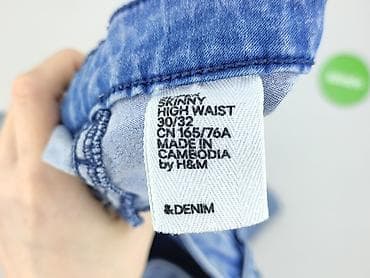 SKINNY
HIGH WAIST
30/32
CN 165/76A
MADE IN
CAMBODIA
by H&M
&DENIM